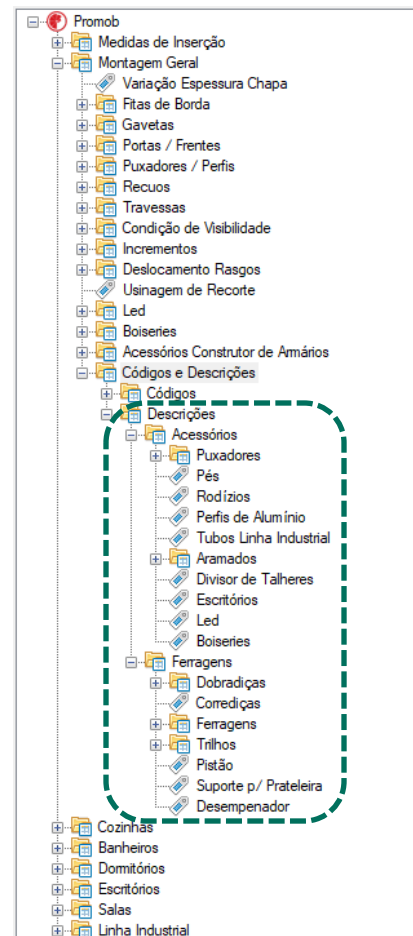 Promob
Medidas de Inserção
Montagem Geral
Variação Espessura Chapa
Fitas de Borda
Gavetas
Portas / Frentes
Puxadores / Perfis
Recuos
Travessas
Condição de Visibilidade
Incrementos
Deslocamento Rasgos
Usinagem de Recorte
Led
Boiseries
Acessórios Construtor de Armários
Códigos e Descrições
Códigos
Descrições
Acessórios
Puxadores
Pés
Rodízios
Perfis de Alumínio
Tubos Linha Industrial
Aramados
Divisor de Talheres
Escritórios
Led
Boiseries
Ferragens
Dobradiças
Corrediças
Ferragens
Trilhos
Pistão
Suporte p/ Prateleira
Desempenador
Cozinhas
Banheiros
Dormitórios
Escritórios
Salas
Linha Industrial